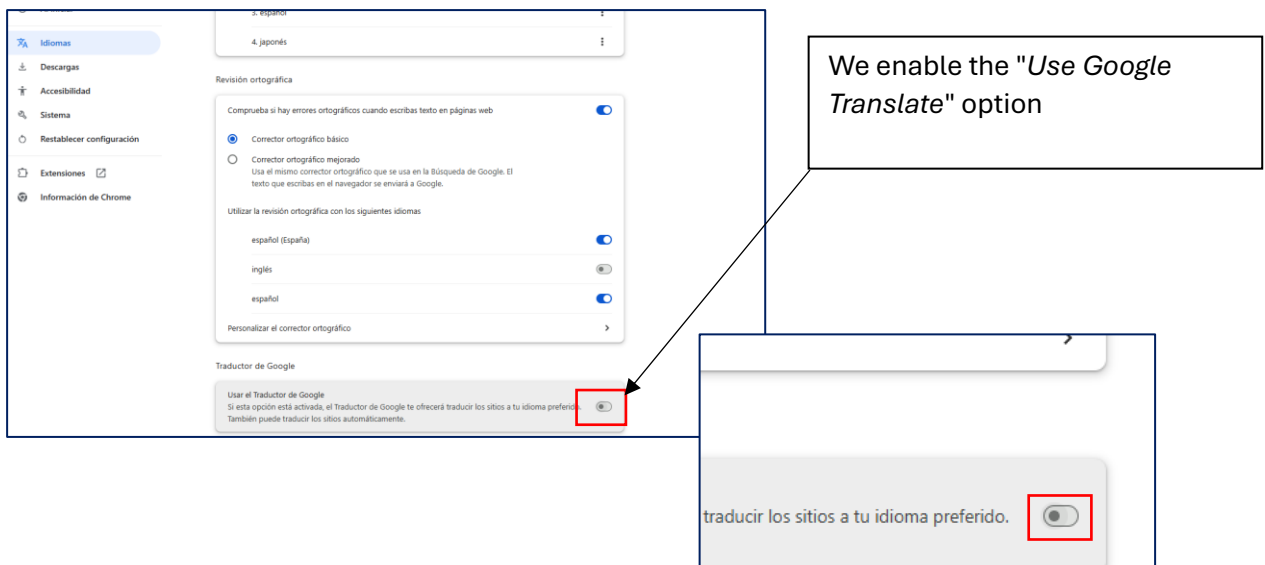 3. español
Idiomas
4. japonés
Descargas
Accesibilidad
Sistema
Restablecer configuración
Extensiones
Información de Chrome
Revisión ortográfica
Comprueba si hay errores ortográficos cuando escribas texto en páginas web
Corrector ortográfico básico
Corrector ortográfico mejorado
Usa el mismo corrector ortográfico que se usa en la Búsqueda de Google. El
texto que escribas en el navegador se enviará a Google.
Utilizar la revisión ortográfica con los siguientes idiomas
español (España)
inglés
español
Personalizar el corrector ortográfico
Traductor de Google
Usar el Traductor de Google
Si esta opción está activada, el Traductor de Google te ofrecerá traducir los sitios a tu idioma preferido.
También puede traducir los sitios automáticamente.
We enable the "Use Google
Translate" option
traducir los sitios a tu idioma preferido.